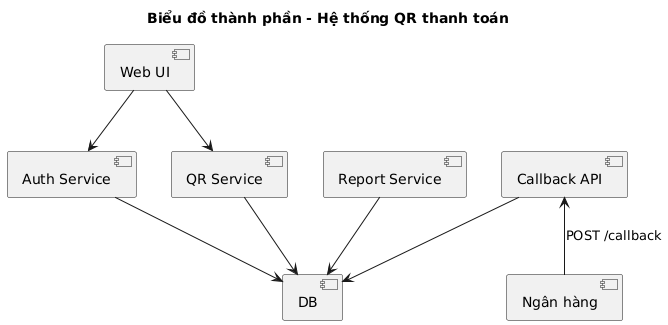 Biểu đồ thành phần - Hệ thống QR thanh toán
Web UI
Auth Service
QR Service
Report Service
Callback API
POST /callback
DB
Ngân hàng